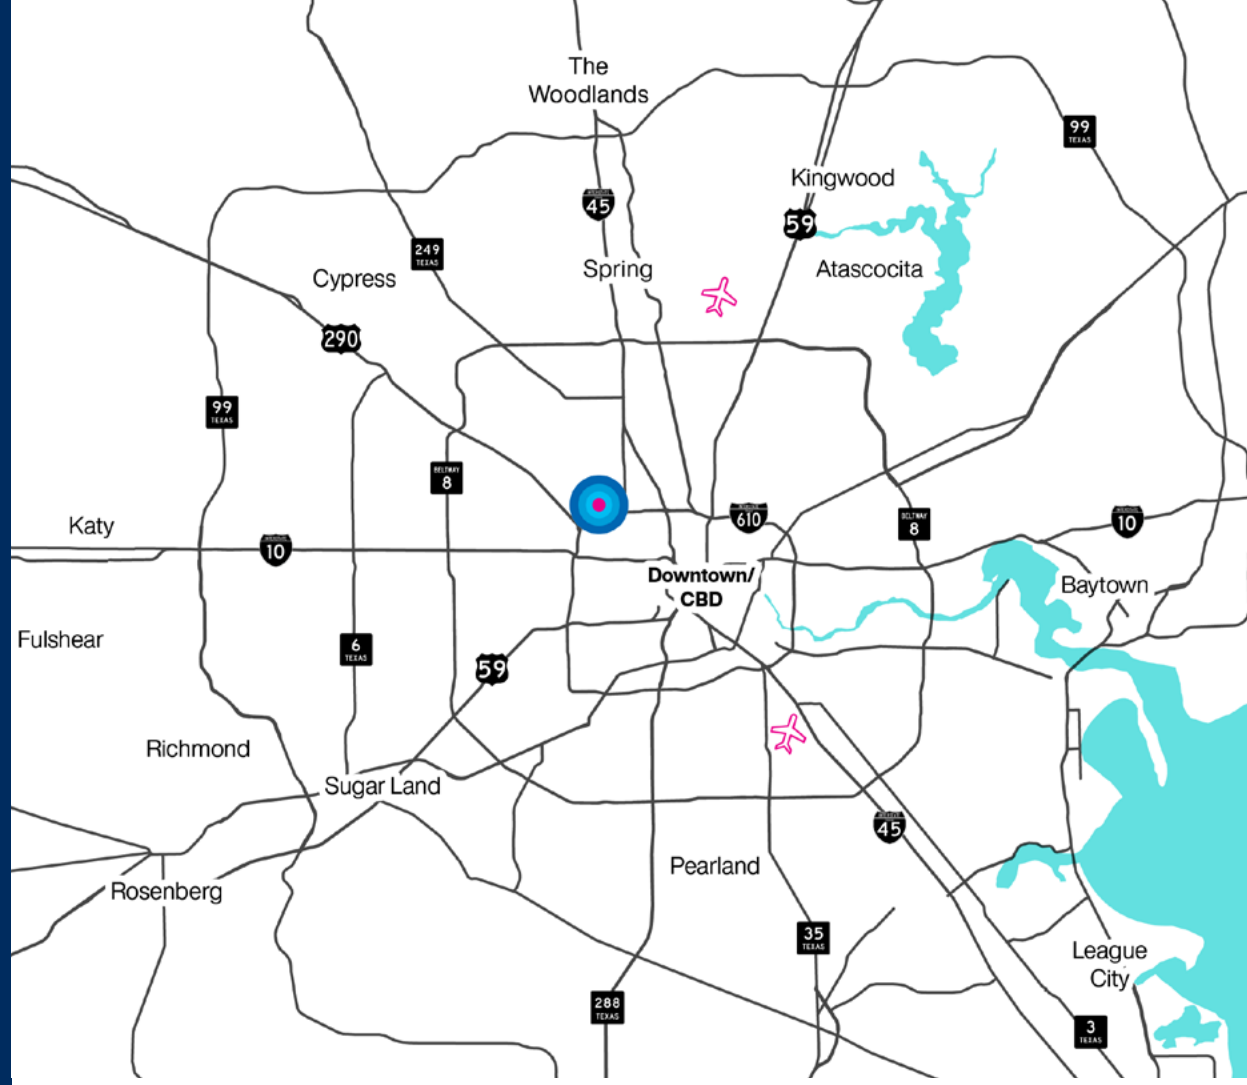 The
Woodlands
99
TEXAS
Kingwood
45
59
249
TEXAS
Spring
Atascocita
Cypress
290
99
TEXAS
BELTWAY
8
610
BELTWAY
8
10
Katy
10
Downtown/
CBD
Baytown
Fulshear
6
TEXAS
59
Richmond
Sugar Land
45
Pearland
Rosenberg
35
TEXAS
League
City
288
TEXAS
3
TEXAS